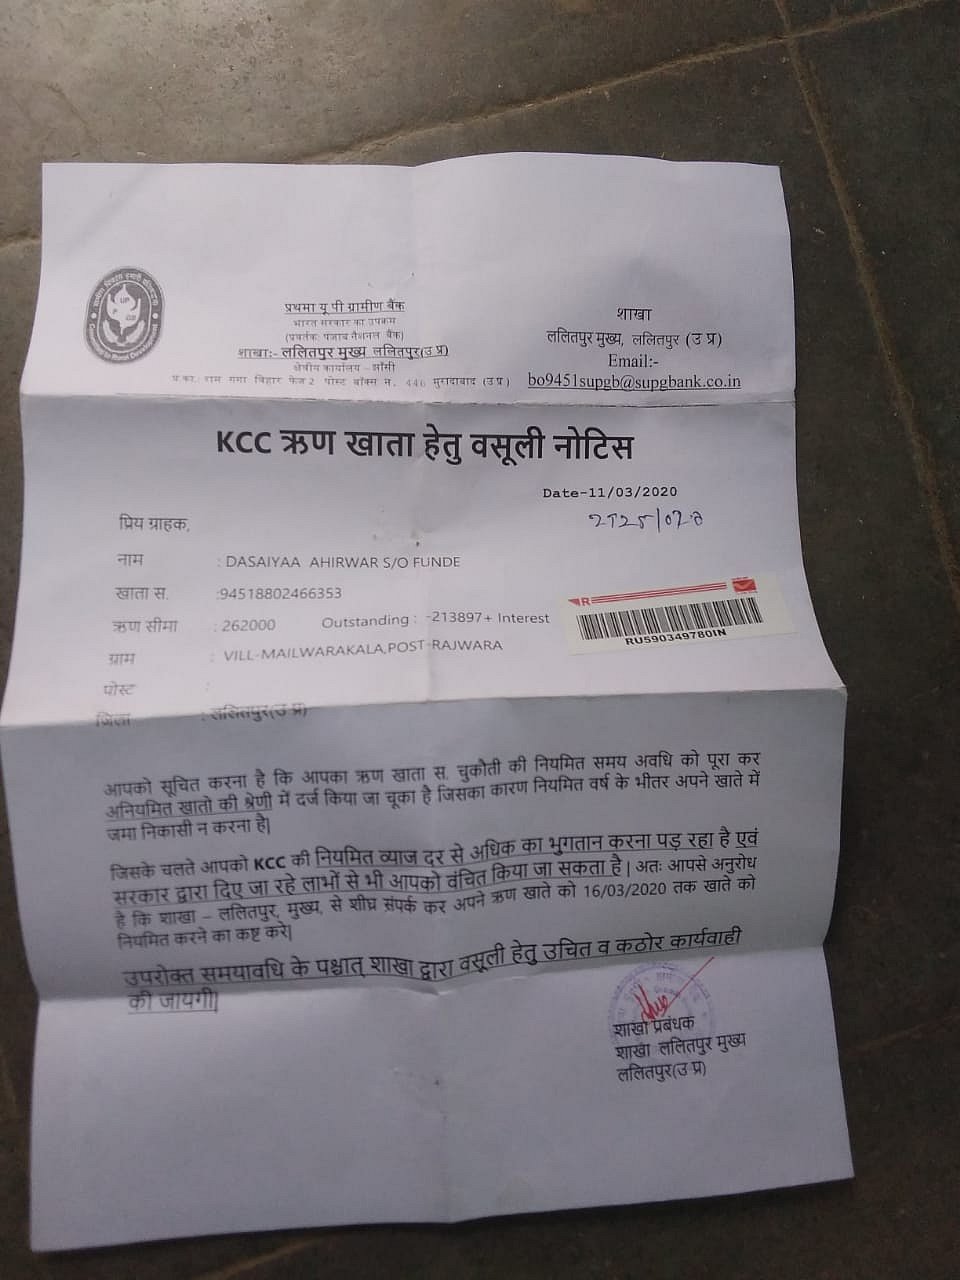 प्रथमा यू पी ग्रामीण बैंक
भारत सरकार का उपक्रम
(प्रवर्तक: पंजाब नैशनल बैंक)
शाखा:- ललितपुर मुख्य ललितपुर(उ प्र)
क्षेत्रीय कार्यालय – झाँसी
प्र.का.: राम गंगा विहार फेज 2 पोस्ट बॉक्स न. 446 मुरादाबाद (उ प्र)
शाखा
ललितपुर मुख्य, ललितपुर (उ प्र)
Email:-
bo9451supgb@supgbank.co.in
KCC ऋण खाता हेतु वसूली नोटिस
Date-11/03/2020
प्रिय ग्राहक,
नाम : DASAIYAA AHIRWAR S/O FUNDE
खाता स. :94518802466353
ऋण सीमा : 262000 Outstanding : -213897+ Interest
ग्राम : VILL-MAILWARAKALA,POST-RAJWARA
पोस्ट :
जिला : ललितपुर(उ प्र)
R
RU590349780IN
आपको सूचित करना है कि आपका ऋण खाता स. चुकौती की नियमित समय अवधि को पूरा कर
अनियमित खातो की श्रेणी में दर्ज किया जा चूका है जिसका कारण नियमित वर्ष के भीतर अपने खाते में
जमा निकासी न करना है|
जिसके चलते आपको KCC की नियमित व्याज दर से अधिक का भुगतान करना पड़ रहा है एवं
सरकार द्वारा दिए जा रहे लाभों से भी आपको वंचित किया जा सकता है | अतः आपसे अनुरोध
है कि शाखा – ललितपुर, मुख्य, से शीघ्र संपर्क कर अपने ऋण खाते को 16/03/2020 तक खाते को
नियमित करने का कष्ट करे|
उपरोक्त समयावधि के पश्चात् शाखा द्वारा वसूली हेतु उचित व कठोर कार्यवाही
की जायगी|
शाखा प्रबंधक
शाखा ललितपुर मुख्य
ललितपुर(उ प्र)